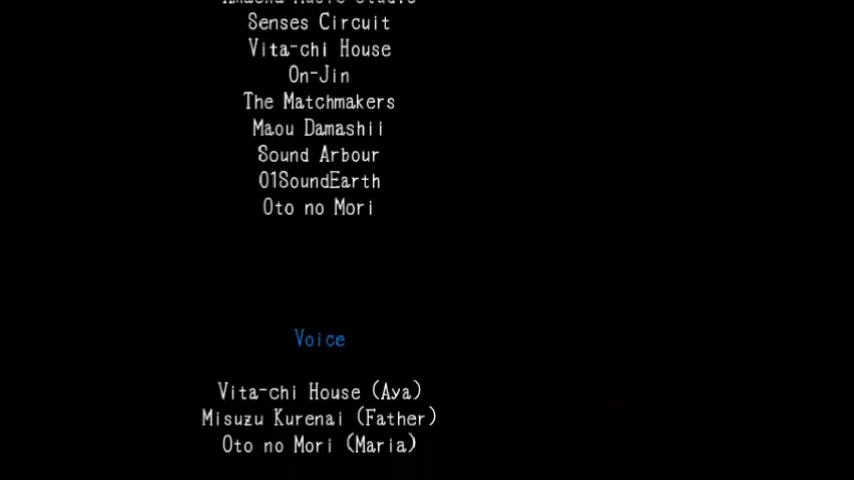 Senses Circuit
Vita-chi House
On-Jin
The Matchmakers
Maou Damashii
Sound Arbour
01SoundEarth
Oto no Mori
Voice
Vita-chi House (Aya)
Misuzu Kurenai (Father)
Oto no Mori (Maria)